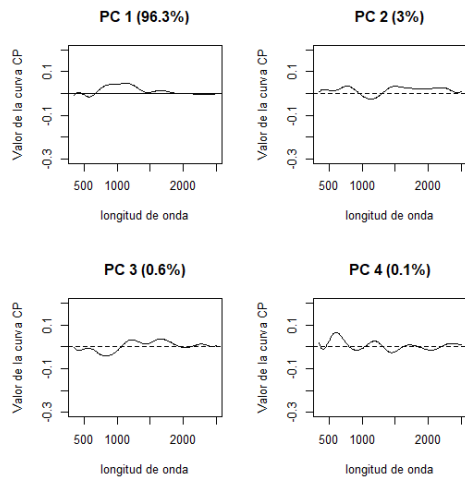 PC 1 (96.3%)
Valor de la curva CP
0.1
-0.1
-0.3
500 1000 2000
longitud de onda
PC 2 (3%)
Valor de la curva CP
0.1
-0.1
-0.3
500 1000 2000
longitud de onda
PC 3 (0.6%)
Valor de la curva CP
0.1
-0.1
-0.3
500 1000 2000
longitud de onda
PC 4 (0.1%)
Valor de la curva CP
0.1
-0.1
-0.3
500 1000 2000
longitud de onda